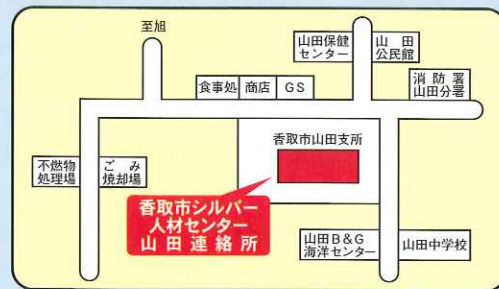 至旭
山田保健
センター
山田
公民館
消防署
山田分署
食事処
商店
GS
香取市山田支所
不燃物
処理場
ごみ
焼却場
香取市シルバー
人材センター
山田連絡所
山田B&G
海洋センター
山田中学校